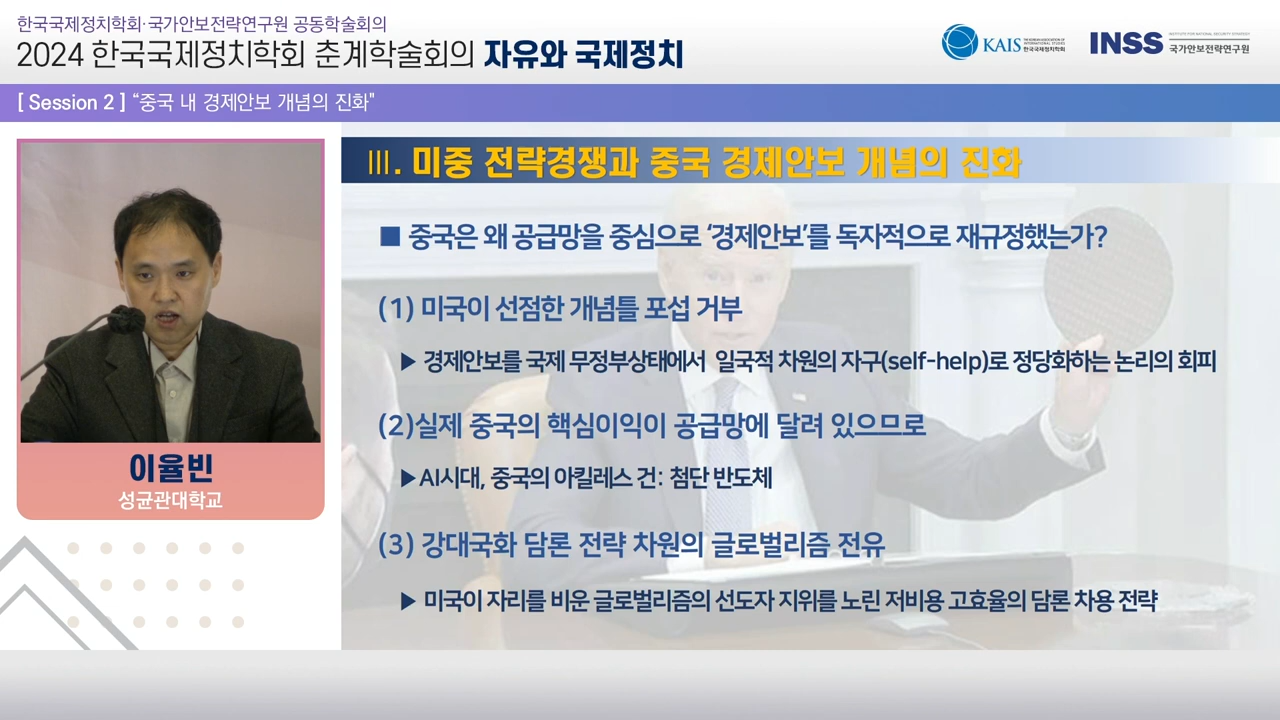 한국국제정치학회·국가안보전략연구원 공동학술회의
2024 한국국제정치학회 춘계학술회의 자유와 국제정치
KAIS THE KOREAN ASSOCIATION OF INTERNATIONAL STUDIES 한국국제정치학회
INSS INSTITUTE FOR NATIONAL SECURITY STRATEGY 국가안보전략연구원
[ Session 2 ] “중국 내 경제안보 개념의 진화"
Ⅲ. 미중 전략경쟁과 중국 경제안보 개념의 진화
■ 중국은 왜 공급망을 중심으로 ‘경제안보’를 독자적으로 재규정했는가?
(1) 미국이 선점한 개념틀 포섭 거부
▶ 경제안보를 국제 무정부상태에서 일국적 차원의 자구(self-help)로 정당화하는 논리의 회피
(2)실제 중국의 핵심이익이 공급망에 달려 있으므로
▶AI시대, 중국의 아킬레스 건: 첨단 반도체
(3) 강대국화 담론 전략 차원의 글로벌리즘 전유
▶ 미국이 자리를 비운 글로벌리즘의 선도자 지위를 노린 저비용 고효율의 담론 차용 전략
이율빈
성균관대학교